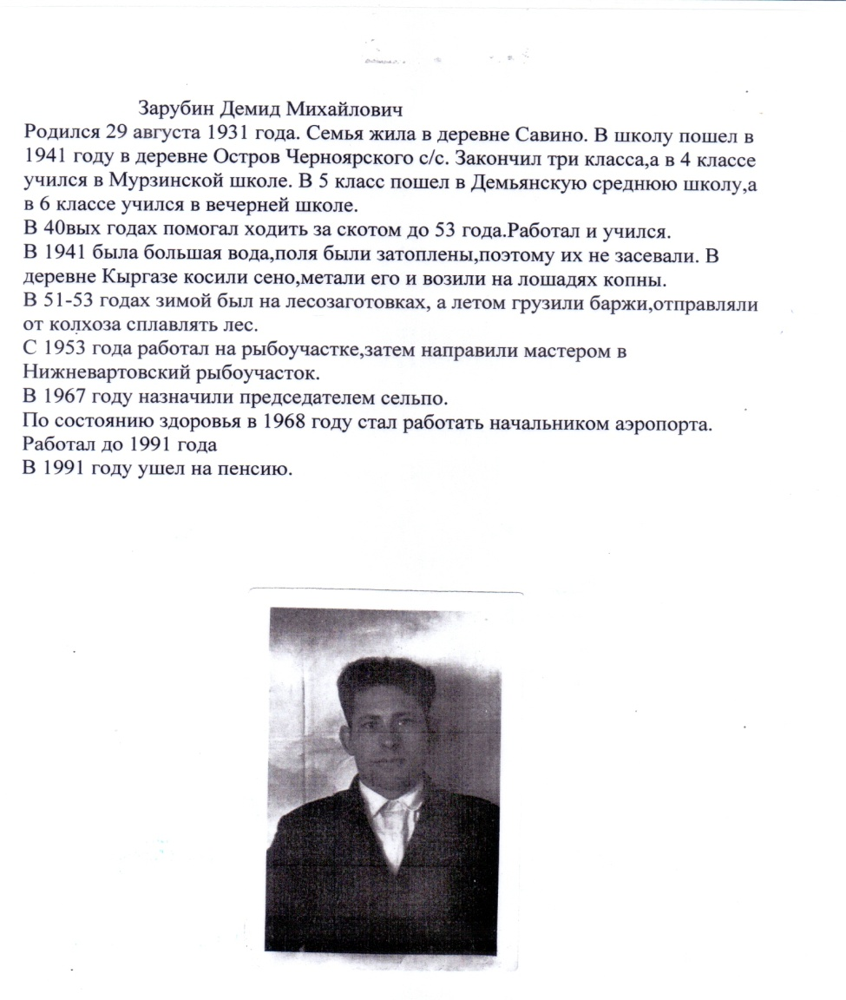 Зарубин Демид Михайлович
Родился 29 августа 1931 года. Семья жила в деревне Савино. В школу пошел в
1941 году в деревне Остров Черноярского с/с. Закончил три класса,а в 4 классе
учился в Мурзинской школе. В 5 класс пошел в Демьянскую среднюю школу,а
в 6 классе учился в вечерней школе.
В 40вых годах помогал ходить за скотом до 53 года.Работал и учился.
В 1941 была большая вода,поля были затоплены,поэтому их не засевали. В
деревне Кыргазе косили сено,метали его и возили на лошадях копны.
В 51-53 годах зимой был на лесозаготовках, а летом грузили баржи,отправляли
от колхоза сплавлять лес.
С 1953 года работал на рыбоучастке,затем направили мастером в
Нижневартовский рыбоучасток.
В 1967 году назначили председателем сельпо.
По состоянию здоровья в 1968 году стал работать начальником аэропорта.
Работал до 1991 года
В 1991 году ушел на пенсию.